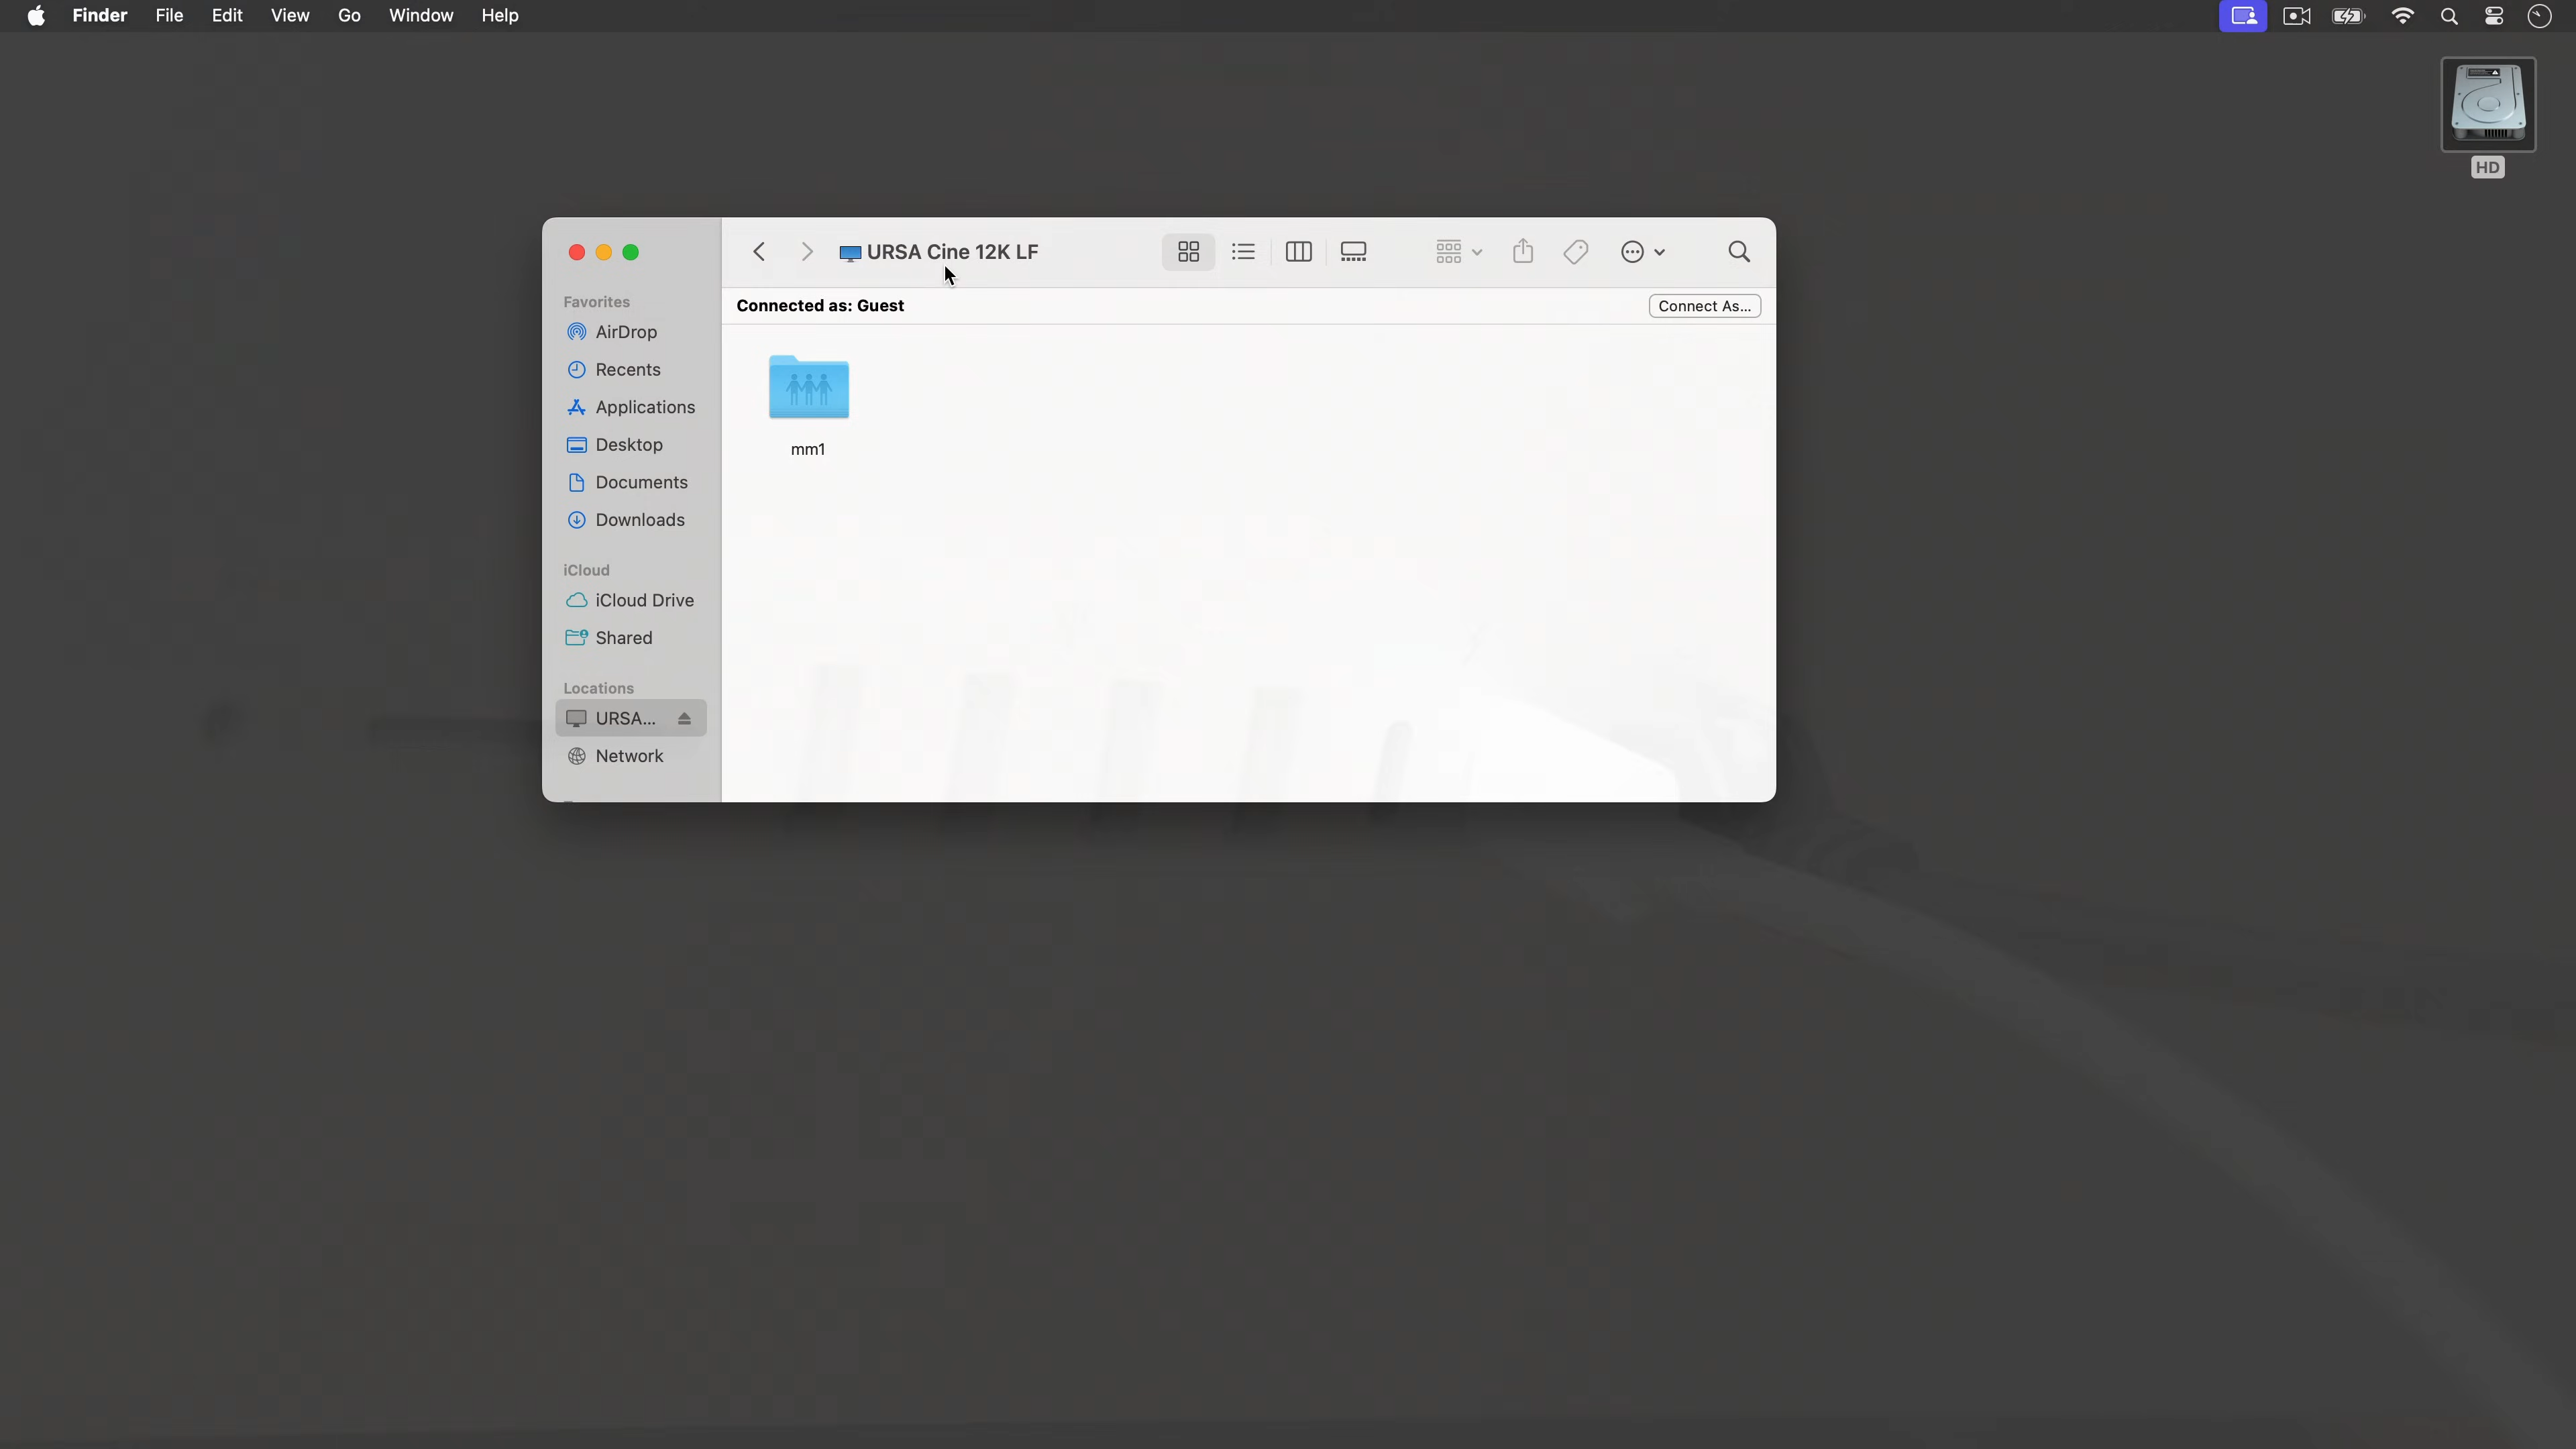 Finder File Edit View Go Window Help
HD
URSA Cine 12K LF
Connected as: Guest
Connect As...
Favorites
AirDrop
Recents
Applications
Desktop
Documents
Downloads
iCloud
iCloud Drive
Shared
Locations
URSA...
Network
mm1